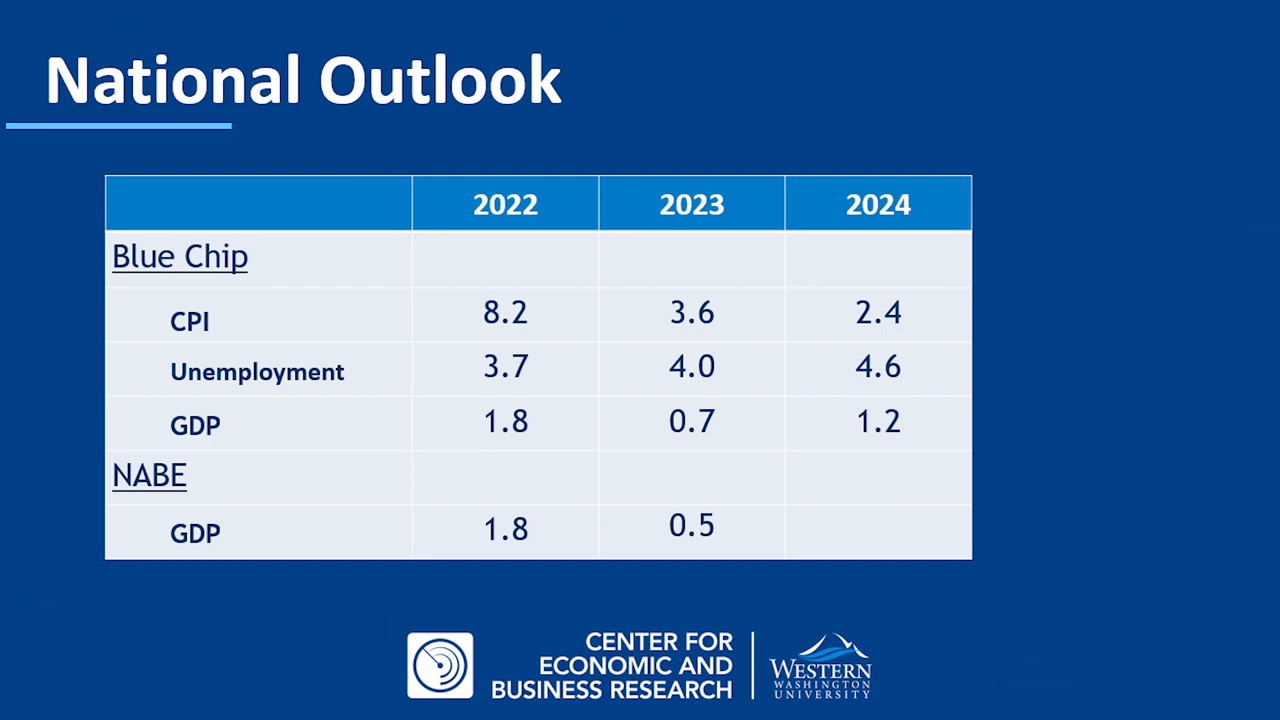 National Outlook
2022 2023 2024
Blue Chip
CPI 8.2 3.6 2.4
Unemployment 3.7 4.0 4.6
GDP 1.8 0.7 1.2
NABE
GDP 1.8 0.5
CENTER FOR
ECONOMIC AND
BUSINESS RESEARCH
WESTERN
WASHINGTON
UNIVERSITY